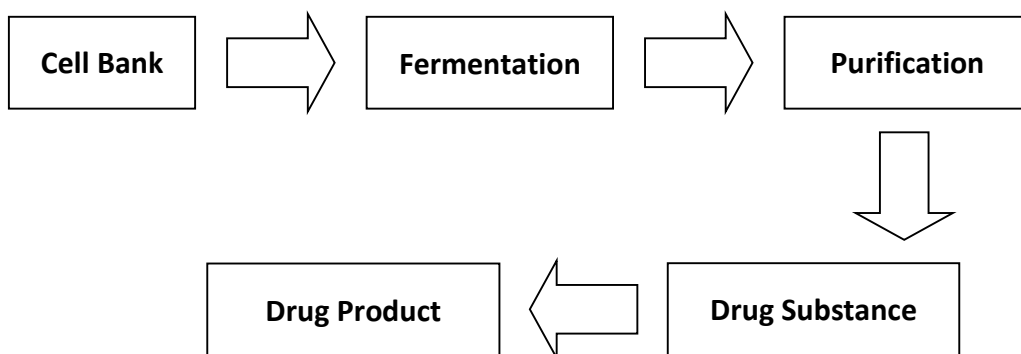 Cell Bank
Fermentation
Purification
Drug Substance
Drug Product